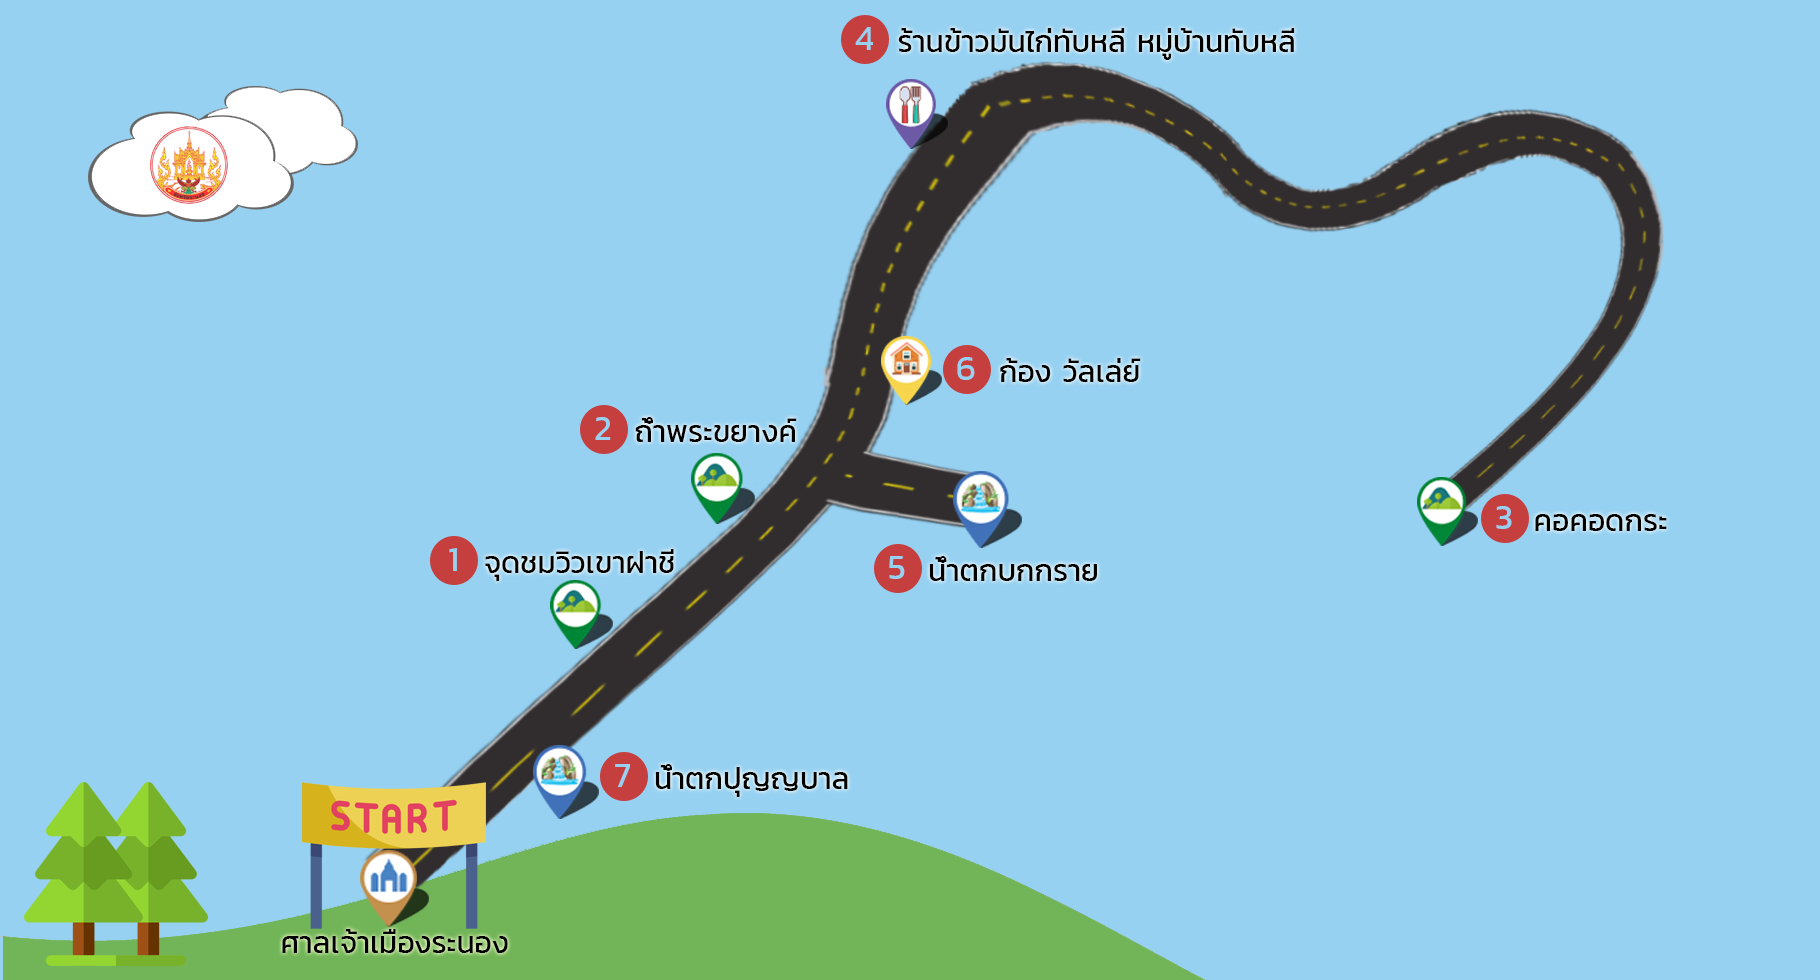 4 ร้านข้าวมันไก่ทับหลี หมู่บ้านทับหลี
6 ก้อง วัลเล่ย์
2 ถ้ำพระขยางค์
3 คอคอดกระ
1 จุดชมวิวเขาฝาชี
5 น้ำตกบกกราย
7 น้ำตกปุญญบาล
START
ศาลเจ้าเมืองระนอง